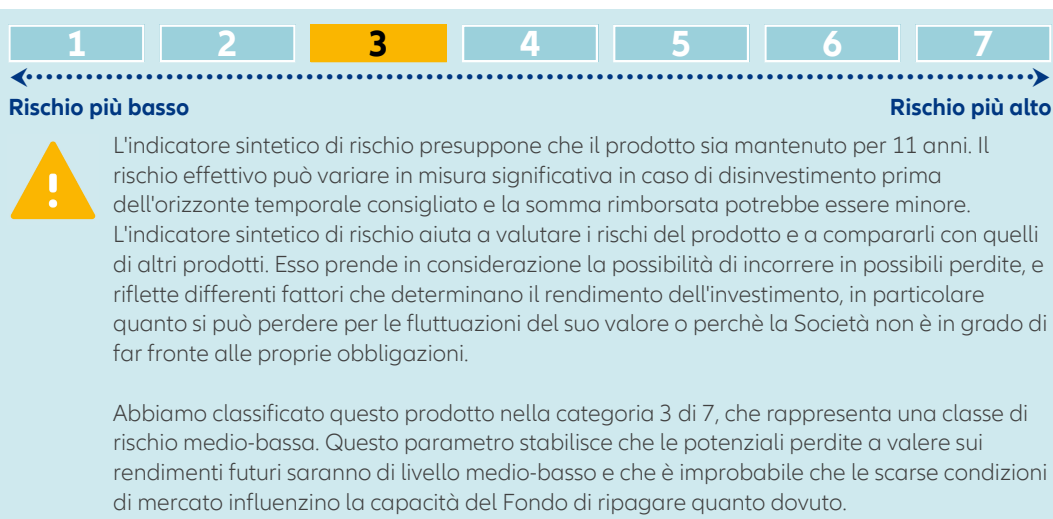 1 2 3 4 5 6 7
Rischio più basso Rischio più alto
L'indicatore sintetico di rischio presuppone che il prodotto sia mantenuto per 11 anni. Il
rischio effettivo può variare in misura significativa in caso di disinvestimento prima
dell'orizzonte temporale consigliato e la somma rimborsata potrebbe essere minore.
L'indicatore sintetico di rischio aiuta a valutare i rischi del prodotto e a compararli con quelli
di altri prodotti. Esso prende in considerazione la possibilità di incorrere in possibili perdite, e
riflette differenti fattori che determinano il rendimento dell'investimento, in particolare
quanto si può perdere per le fluttuazioni del suo valore o perchè la Società non è in grado di
far fronte alle proprie obbligazioni.
Abbiamo classificato questo prodotto nella categoria 3 di 7, che rappresenta una classe di
rischio medio-bassa. Questo parametro stabilisce che le potenziali perdite a valere sui
rendimenti futuri saranno di livello medio-basso e che è improbabile che le scarse condizioni
di mercato influenzino la capacità del Fondo di ripagare quanto dovuto.